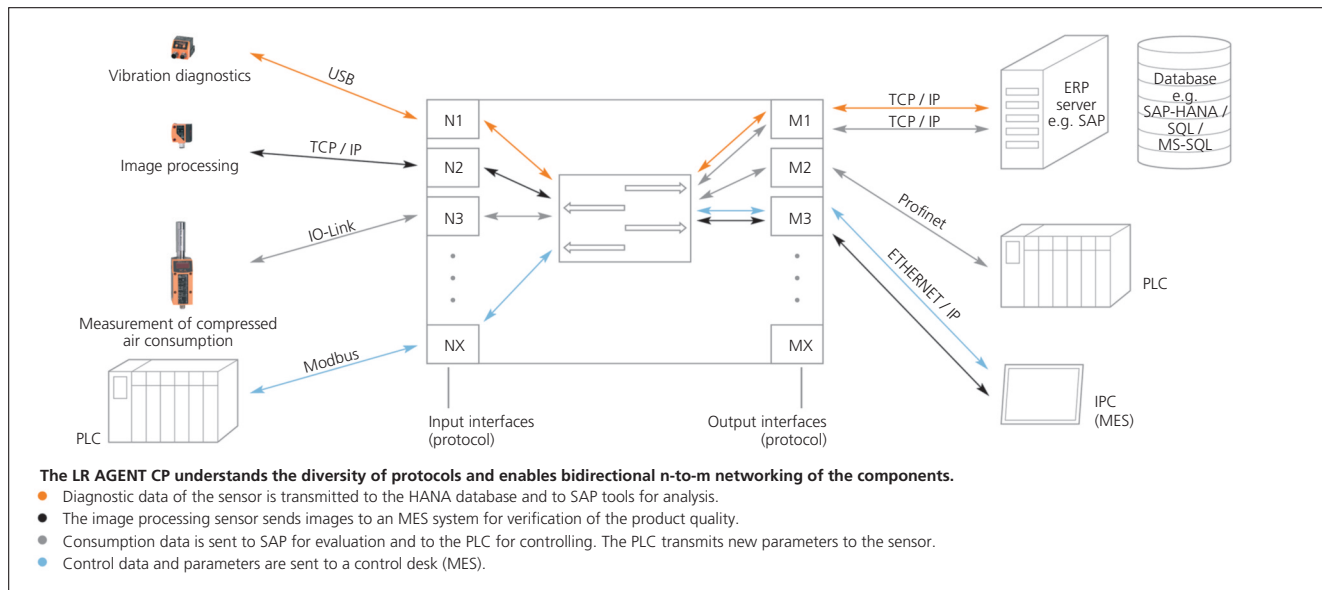 Vibration diagnostics
USB
Image processing
TCP / IP
IO-Link
Measurement of compressed
air consumption
Modbus
PLC
N1
N2
N3
NX
Input interfaces
(protocol)
M1
M2
M3
MX
Output interfaces
(protocol)
TCP / IP
TCP / IP
Profinet
ETHERNET / IP
ERP
server
e.g. SAP
Database
e.g.
SAP-HANA /
SQL /
MS-SQL
PLC
IPC
(MES)
The LR AGENT CP understands the diversity of protocols and enables bidirectional n-to-m networking of the components.
● Diagnostic data of the sensor is transmitted to the HANA database and to SAP tools for analysis.
● The image processing sensor sends images to an MES system for verification of the product quality.
● Consumption data is sent to SAP for evaluation and to the PLC for controlling. The PLC transmits new parameters to the sensor.
● Control data and parameters are sent to a control desk (MES).